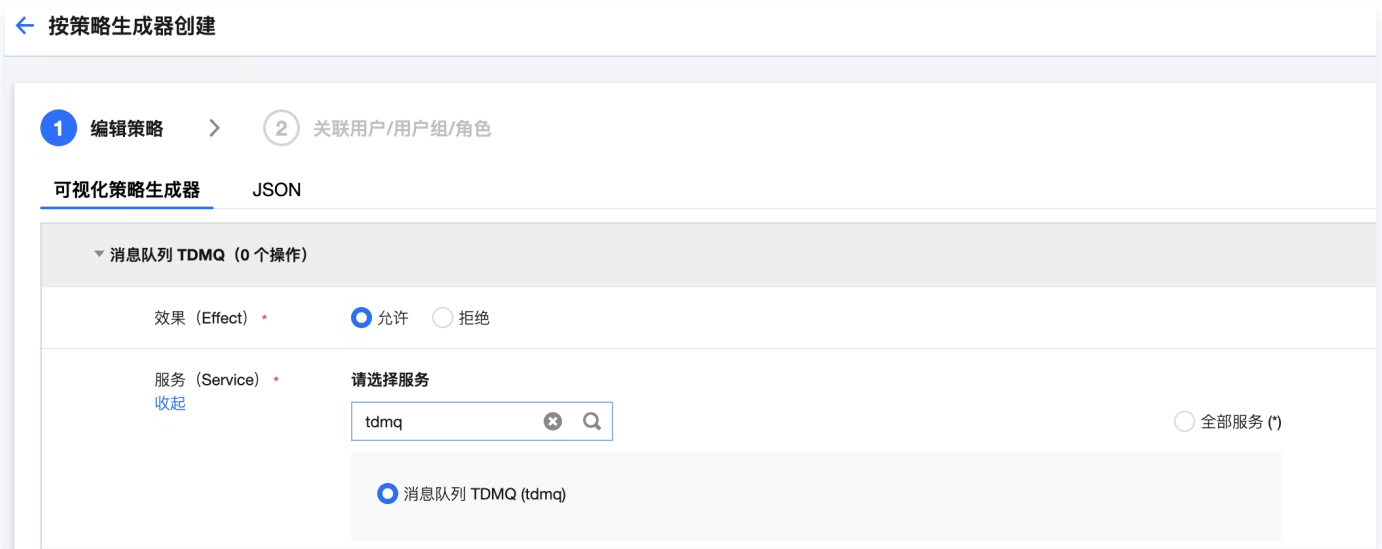 按策略生成器创建
1 编辑策略 2 关联用户/用户组/角色
可视化策略生成器 JSON
消息队列 TDMQ（0 个操作）
效果（Effect） * 允许 拒绝
服务（Service） * 请选择服务
收起
tdmq 全部服务 (*)
消息队列 TDMQ (tdmq)